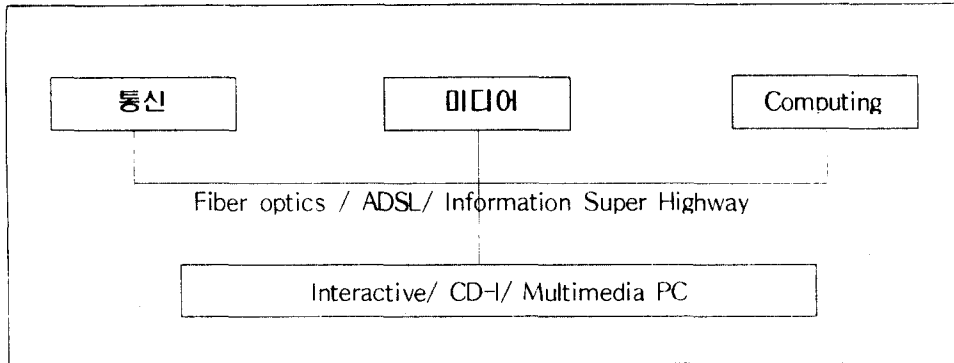 통신 미디어 Computing
Fiber optics / ADSL/ Information Super Highway
Interactive/ CD-I/ Multimedia PC